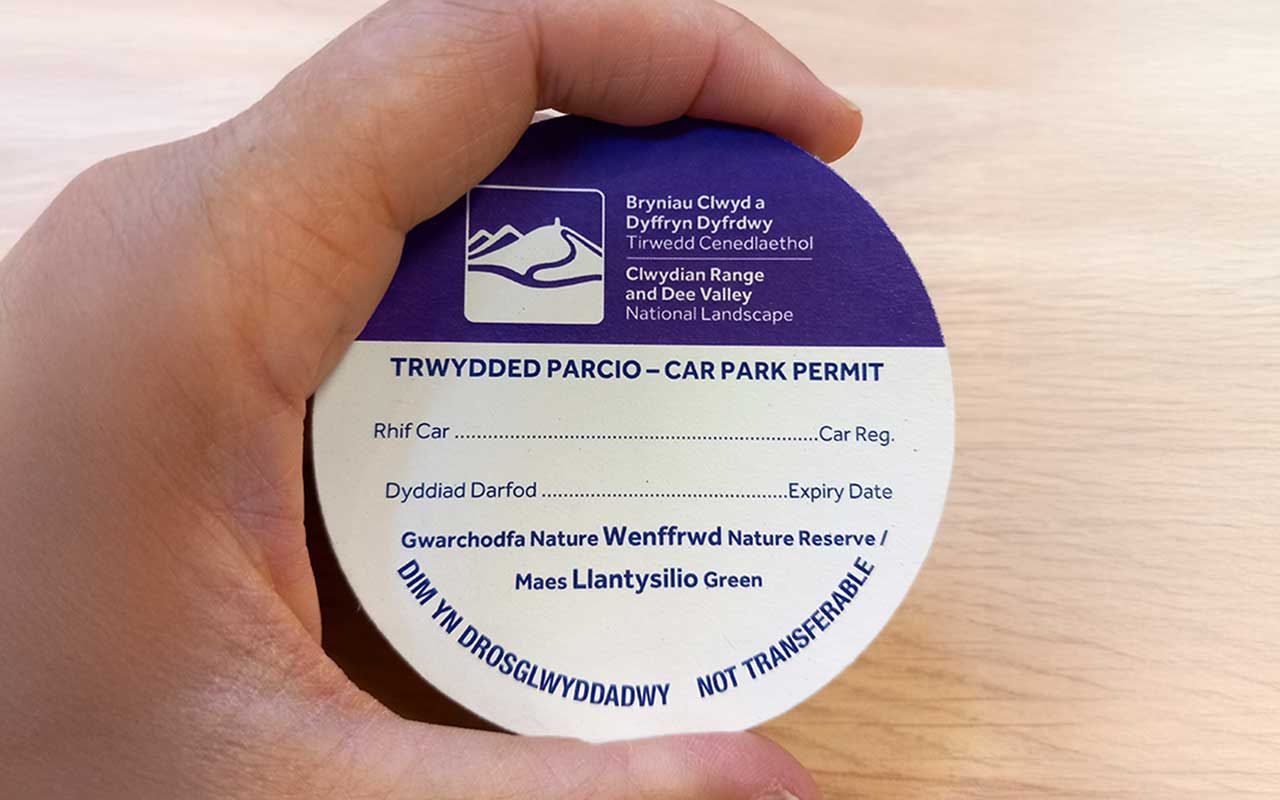 Bryniau Clwyd a
Dyffryn Dyfrdwy
Tirwedd Cenedlaethol
Clwydian Range
and Dee Valley
National Landscape
TRWYDDED PARCIO – CAR PARK PERMIT
Rhif Car ................................................................Car Reg.
Dyddiad Darfod ...........................................Expiry Date
Gwarchodfa Nature Wenffrwd Nature Reserve /
Maes Llantysilio Green
DIM YN DROSGLWYDDADWY NOT TRANSFERABLE